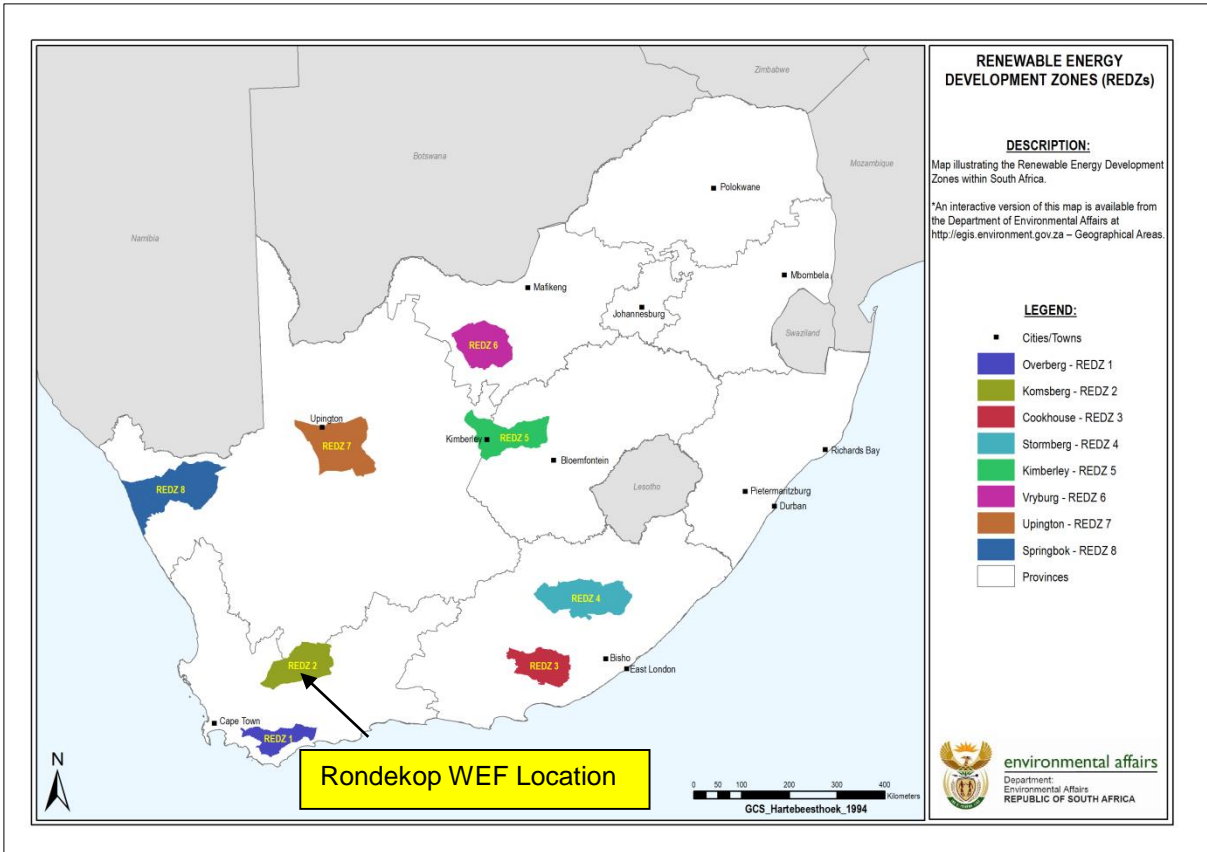 Zimbabwe
Botswana
Mozambique
Namibia
Polokwane
Mbombela
Mafikeng
Johannesburg
Swaziland
REDZ 6
Upington
REDZ 7
Kimberley
REDZ 5
Bloemfontein
Richards Bay
REDZ 8
Lesotho
Pietermaritzburg
Durban
REDZ 4
REDZ 2
REDZ 3
Bisho
East London
Cape Town
REDZ 1
N
Rondekop WEF Location
0 50 100 200 300 400
Kilometers
GCS_Hartebeesthoek_1994
RENEWABLE ENERGY
DEVELOPMENT ZONES (REDZs)
DESCRIPTION:
Map illustrating the Renewable Energy Development
Zones within South Africa.
*An interactive version of this map is available from
the Department of Environmental Affairs at
http://egis.environment.gov.za – Geographical Areas.
LEGEND:
Cities/Towns
Overberg - REDZ 1
Komsberg - REDZ 2
Cookhouse - REDZ 3
Stormberg - REDZ 4
Kimberley - REDZ 5
Vryburg - REDZ 6
Upington - REDZ 7
Springbok - REDZ 8
Provinces
environmental affairs
Department:
Environmental Affairs
REPUBLIC OF SOUTH AFRICA